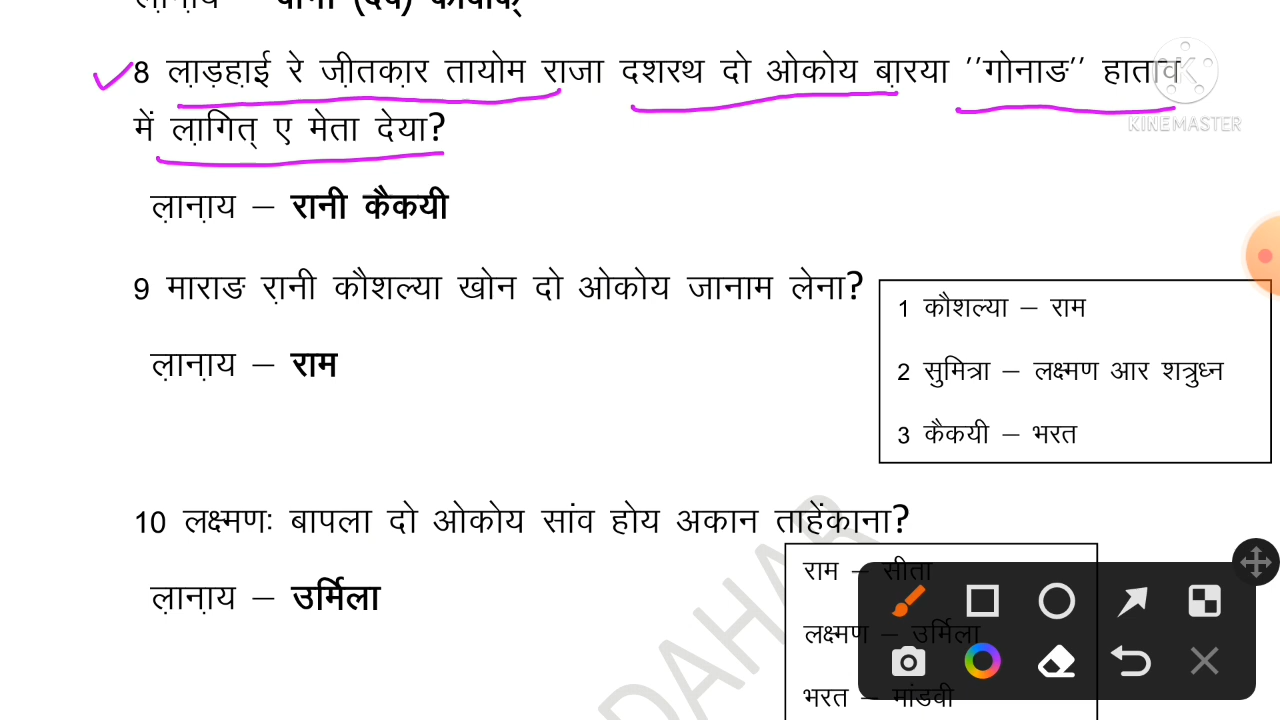 8 ला़ड़हा़ई रे जी़तका़र तायोम राजा दशरथ दो ओकोय बा़रया ''गोनाङ'' हाताव
में ला़गित् ए मेता देया?
ला़ना़य – रानी कैकयी
9 माराङ रा़नी कौशल्या खोन दो ओकोय जानाम लेना?
ला़ना़य – राम
1 कौशल्या – राम
2 सुमित्रा – लक्ष्मण आर शत्रुध्न
3 कैकयी – भरत
10 लक्ष्मणः बापला दो ओकोय सांव होय अकान ताहेंकाना?
ला़ना़य – उर्मिला
राम – सीता
लक्ष्मण – उर्मिला
भरत – मांडवी
DAHAR
K
KINEMASTER